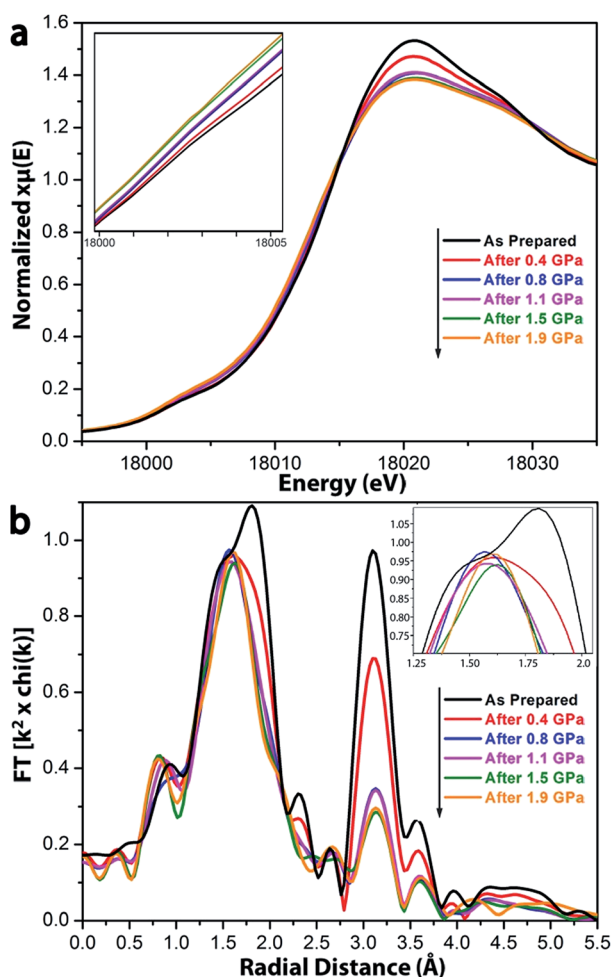 a
1.6
1.4
1.2
1.0
0.8
0.6
0.4
0.2
0.0
Normalized xμ(E)
18000 18005
As Prepared
After 0.4 GPa
After 0.8 GPa
After 1.1 GPa
After 1.5 GPa
After 1.9 GPa
18000 18010 18020 18030
Energy (eV)
b
1.0
0.8
0.6
0.4
0.2
0.0
FT [k² x chi(k)]
1.05
1.00
0.95
0.90
0.85
0.80
0.75
1.25 1.50 1.75 2.0
As Prepared
After 0.4 GPa
After 0.8 GPa
After 1.1 GPa
After 1.5 GPa
After 1.9 GPa
0.0 0.5 1.0 1.5 2.0 2.5 3.0 3.5 4.0 4.5 5.0 5.5
Radial Distance (Å)